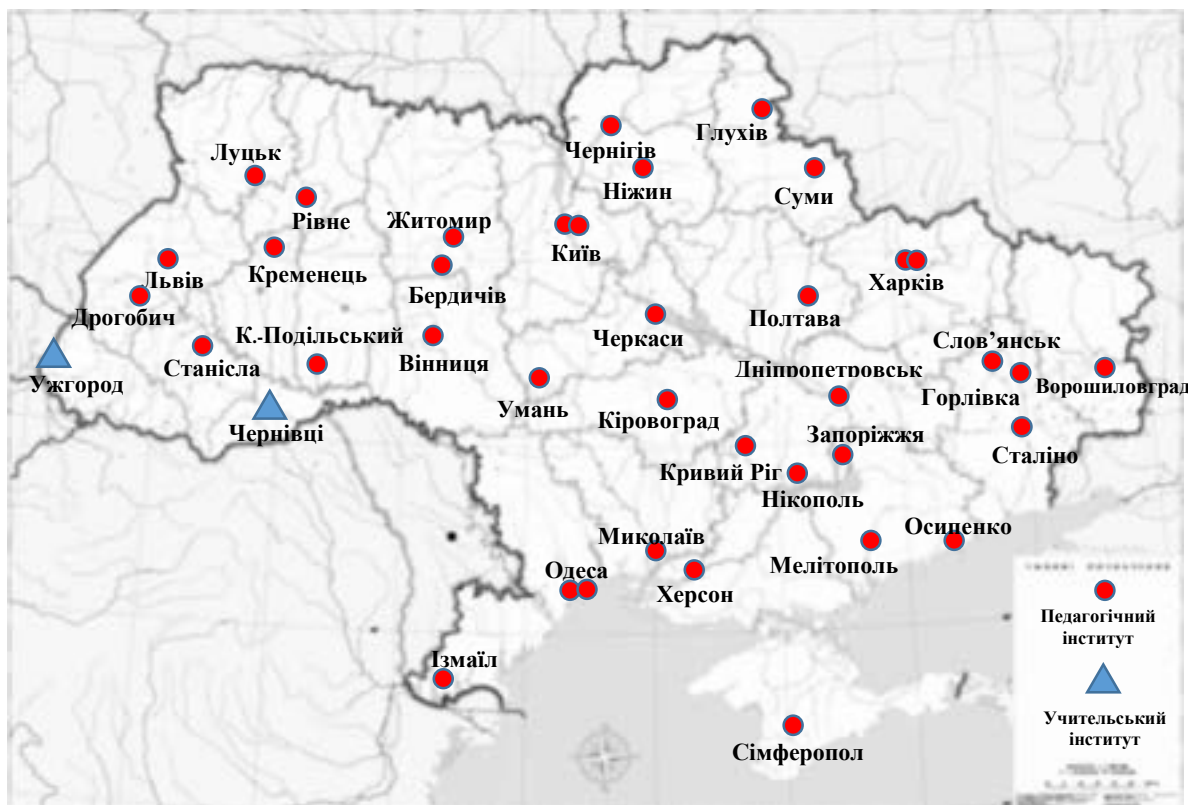 Глухів
Чернігів
Луцьк
Ніжин
Суми
Рівне
Житомир
Київ
Кременець
Харків
Львів
Бердичів
Дрогобич
Полтава
Черкаси
К.-Подільський
Слов’янськ
Вінниця
Станісла
Дніпропетровськ
Ужгород
Ворошиловград
Горлівка
Умань
Кіровоград
Чернівці
Запоріжжя
Сталіно
Кривий Ріг
Нікополь
Осипенко
Миколаїв
Мелітополь
Одеса
Херсон
Ізмаїл
Сімферопол
Педагогічний
інститут
Учительський
інститут